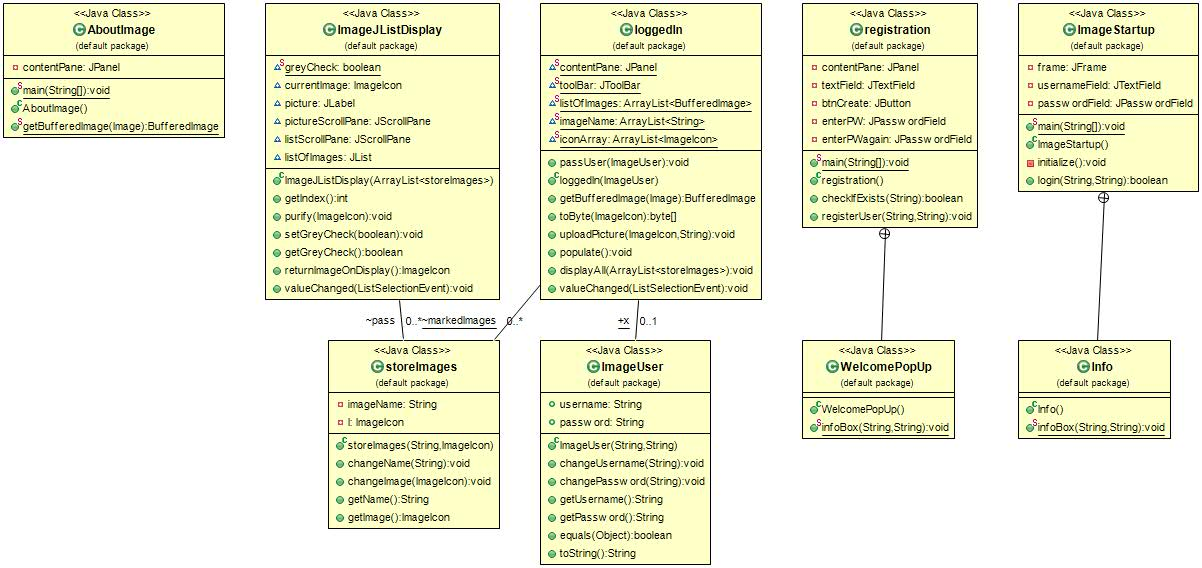 <<Java Class>>
AboutImage
(default package)
contentPane: JPanel
main(String[]):void
AboutImage()
getBufferedImage(Image):BufferedImage
<<Java Class>>
ImageJListDisplay
(default package)
greyCheck: boolean
currentImage: ImageIcon
picture: JLabel
pictureScrollPane: JScrollPane
listScrollPane: JScrollPane
listOfImages: JList
ImageJListDisplay(ArrayList<storeImages>)
getIndex():int
purify(ImageIcon):void
setGreyCheck(boolean):void
getGreyCheck():boolean
returnImageOnDisplay():ImageIcon
valueChanged(ListSelectionEvent):void
<<Java Class>>
loggedIn
(default package)
contentPane: JPanel
toolBar: JToolBar
listOfImages: ArrayList<BufferedImage>
imageName: ArrayList<String>
iconArray: ArrayList<ImageIcon>
passUser(ImageUser):void
loggedIn(ImageUser)
getBufferedImage(Image):BufferedImage
toByte(ImageIcon):byte[]
uploadPicture(ImageIcon,String):void
populate():void
displayAll(ArrayList<storeImages>):void
valueChanged(ListSelectionEvent):void
<<Java Class>>
registration
(default package)
contentPane: JPanel
textField: JTextField
btnCreate: JButton
enterPW: JPasswordField
enterPWagain: JPasswordField
main(String[]):void
registration()
checkIfExists(String):boolean
registerUser(String,String):void
<<Java Class>>
ImageStartup
(default package)
frame: JFrame
usernameField: JTextField
passwordField: JPasswordField
main(String[]):void
ImageStartup()
initialize():void
login(String,String):boolean
~pass 0..* ~markedImages 0..*
+x 0..1
<<Java Class>>
storeImages
(default package)
imageName: String
I: ImageIcon
storeImages(String,ImageIcon)
changeName(String):void
changeImage(ImageIcon):void
getName():String
getImage():ImageIcon
<<Java Class>>
ImageUser
(default package)
username: String
password: String
ImageUser(String,String)
changeUsername(String):void
changePassword(String):void
getUsername():String
getPassword():String
equals(Object):boolean
toString():String
<<Java Class>>
WelcomePopUp
(default package)
WelcomePopUp()
infoBox(String,String):void
<<Java Class>>
Info
(default package)
Info()
infoBox(String,String):void